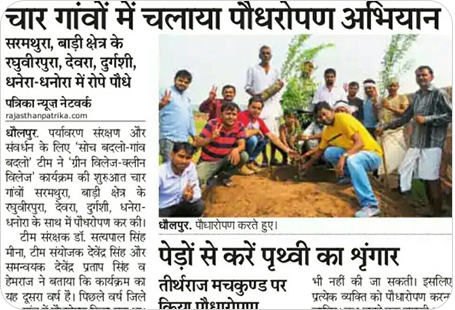 चार गांवों में चलाया पौधरोपण अभियान
सरमथुरा, बाड़ी क्षेत्र के
रघुवीरपुरा, देवरा, दुर्गशी,
धनेरा-धनोरा में रोपे पौधे
पत्रिका न्यूज नेटवर्क
rajasthanpatrika.com
धौलपुर. पर्यावरण संरक्षण और
संवर्धन के लिए 'सोच बदलो-गांव
बदलो' टीम ने 'ग्रीन विलेज-क्लीन
विलेज' कार्यक्रम की शुरुआत चार
गांवों सरमथुरा, बाड़ी क्षेत्र के
रघुवीरपुरा, देवरा, दुर्गशी, धनेरा-
धनोरा के साथ में पौधरोपण कर की।
टीम संरक्षक डॉ. सत्यपाल सिंह
मीना, टीम संयोजक देवेंद्र सिंह और
समन्वयक देवेंद्र प्रताप सिंह व
हेमराज ने बताया कि कार्यक्रम का
यह दूसरा वर्ष है। पिछले वर्ष जिले
धौलपुर. पौधारोपण करते हुए।
पेड़ों से करें पृथ्वी का श्रृंगार
तीर्थराज मचकुण्ड पर
किया पौधारोपण
भी नहीं की जा सकती। इसलिए
प्रत्येक व्यक्ति को पौधारोपण करना